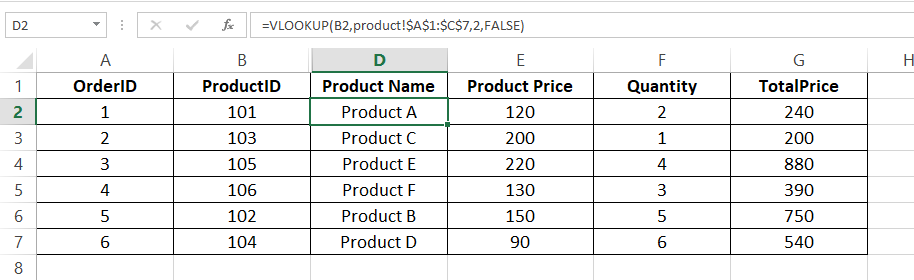 D2 fx =VLOOKUP(B2,product!$A$1:$C$7,2,FALSE)
A B D E F G H
1 OrderID ProductID Product Name Product Price Quantity TotalPrice
2 1 101 Product A 120 2 240
3 2 103 Product C 200 1 200
4 3 105 Product E 220 4 880
5 4 106 Product F 130 3 390
6 5 102 Product B 150 5 750
7 6 104 Product D 90 6 540
8